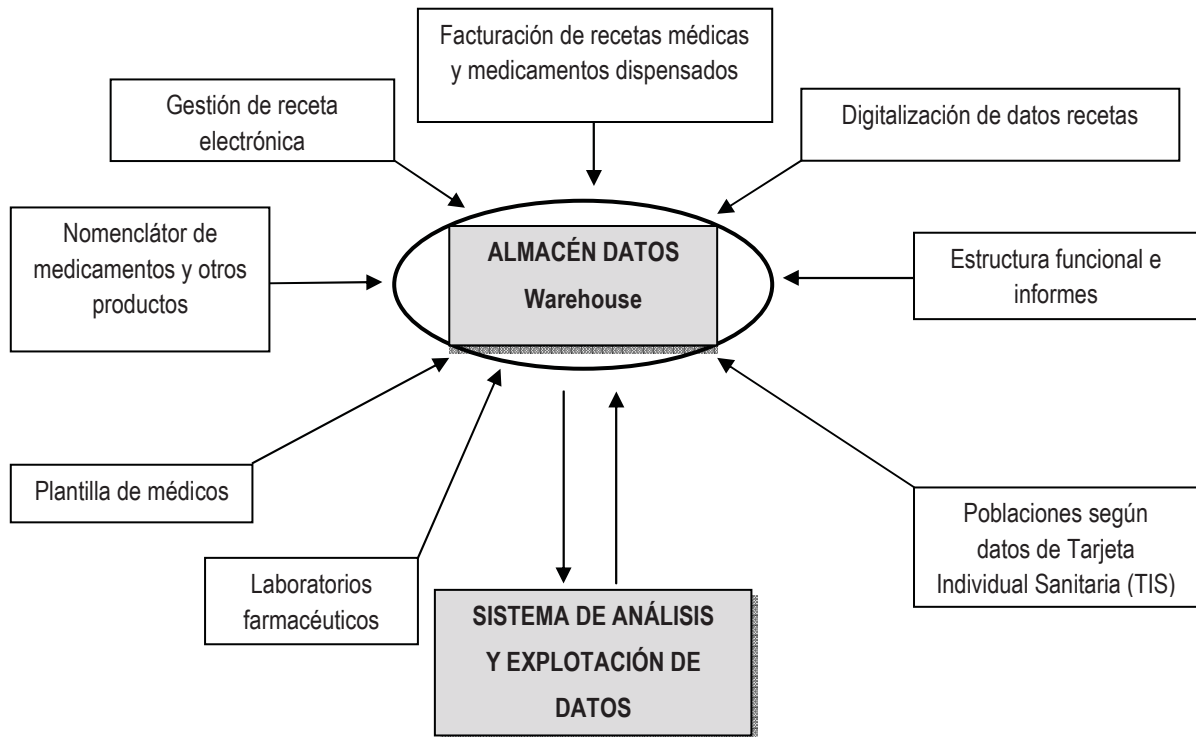 Facturación de recetas médicas
y medicamentos dispensados
Gestión de receta
electrónica
Digitalización de datos recetas
Nomenclátor de
medicamentos y otros
productos
ALMACÉN DATOS
Warehouse
Estructura funcional e
informes
Plantilla de médicos
Laboratorios
farmacéuticos
Poblaciones según
datos de Tarjeta
Individual Sanitaria (TIS)
SISTEMA DE ANÁLISIS
Y EXPLOTACIÓN DE
DATOS